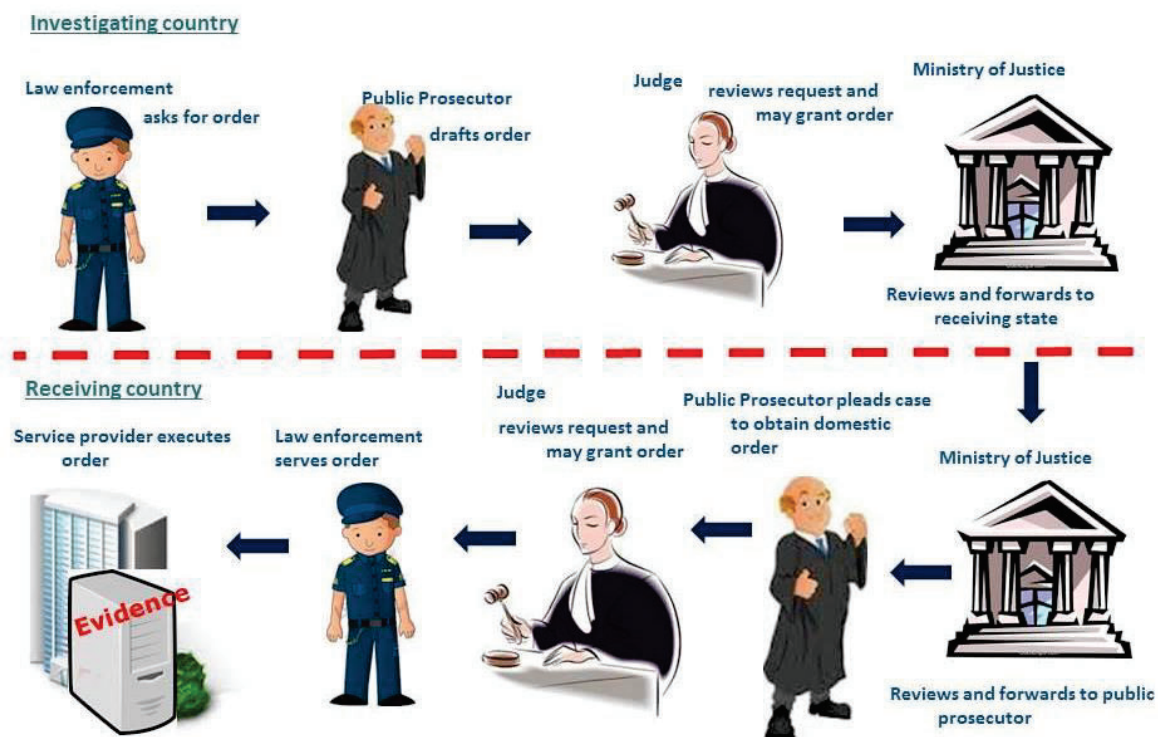 Investigating country
Law enforcement
asks for order
Public Prosecutor
drafts order
Judge
reviews request and
may grant order
Ministry of Justice
Reviews and forwards to
receiving state
Receiving country
Service provider executes
order
Law enforcement
serves order
Judge
reviews request and
may grant order
Public Prosecutor pleads case
to obtain domestic
order
Ministry of Justice
Reviews and forwards to public
prosecutor
Evidence